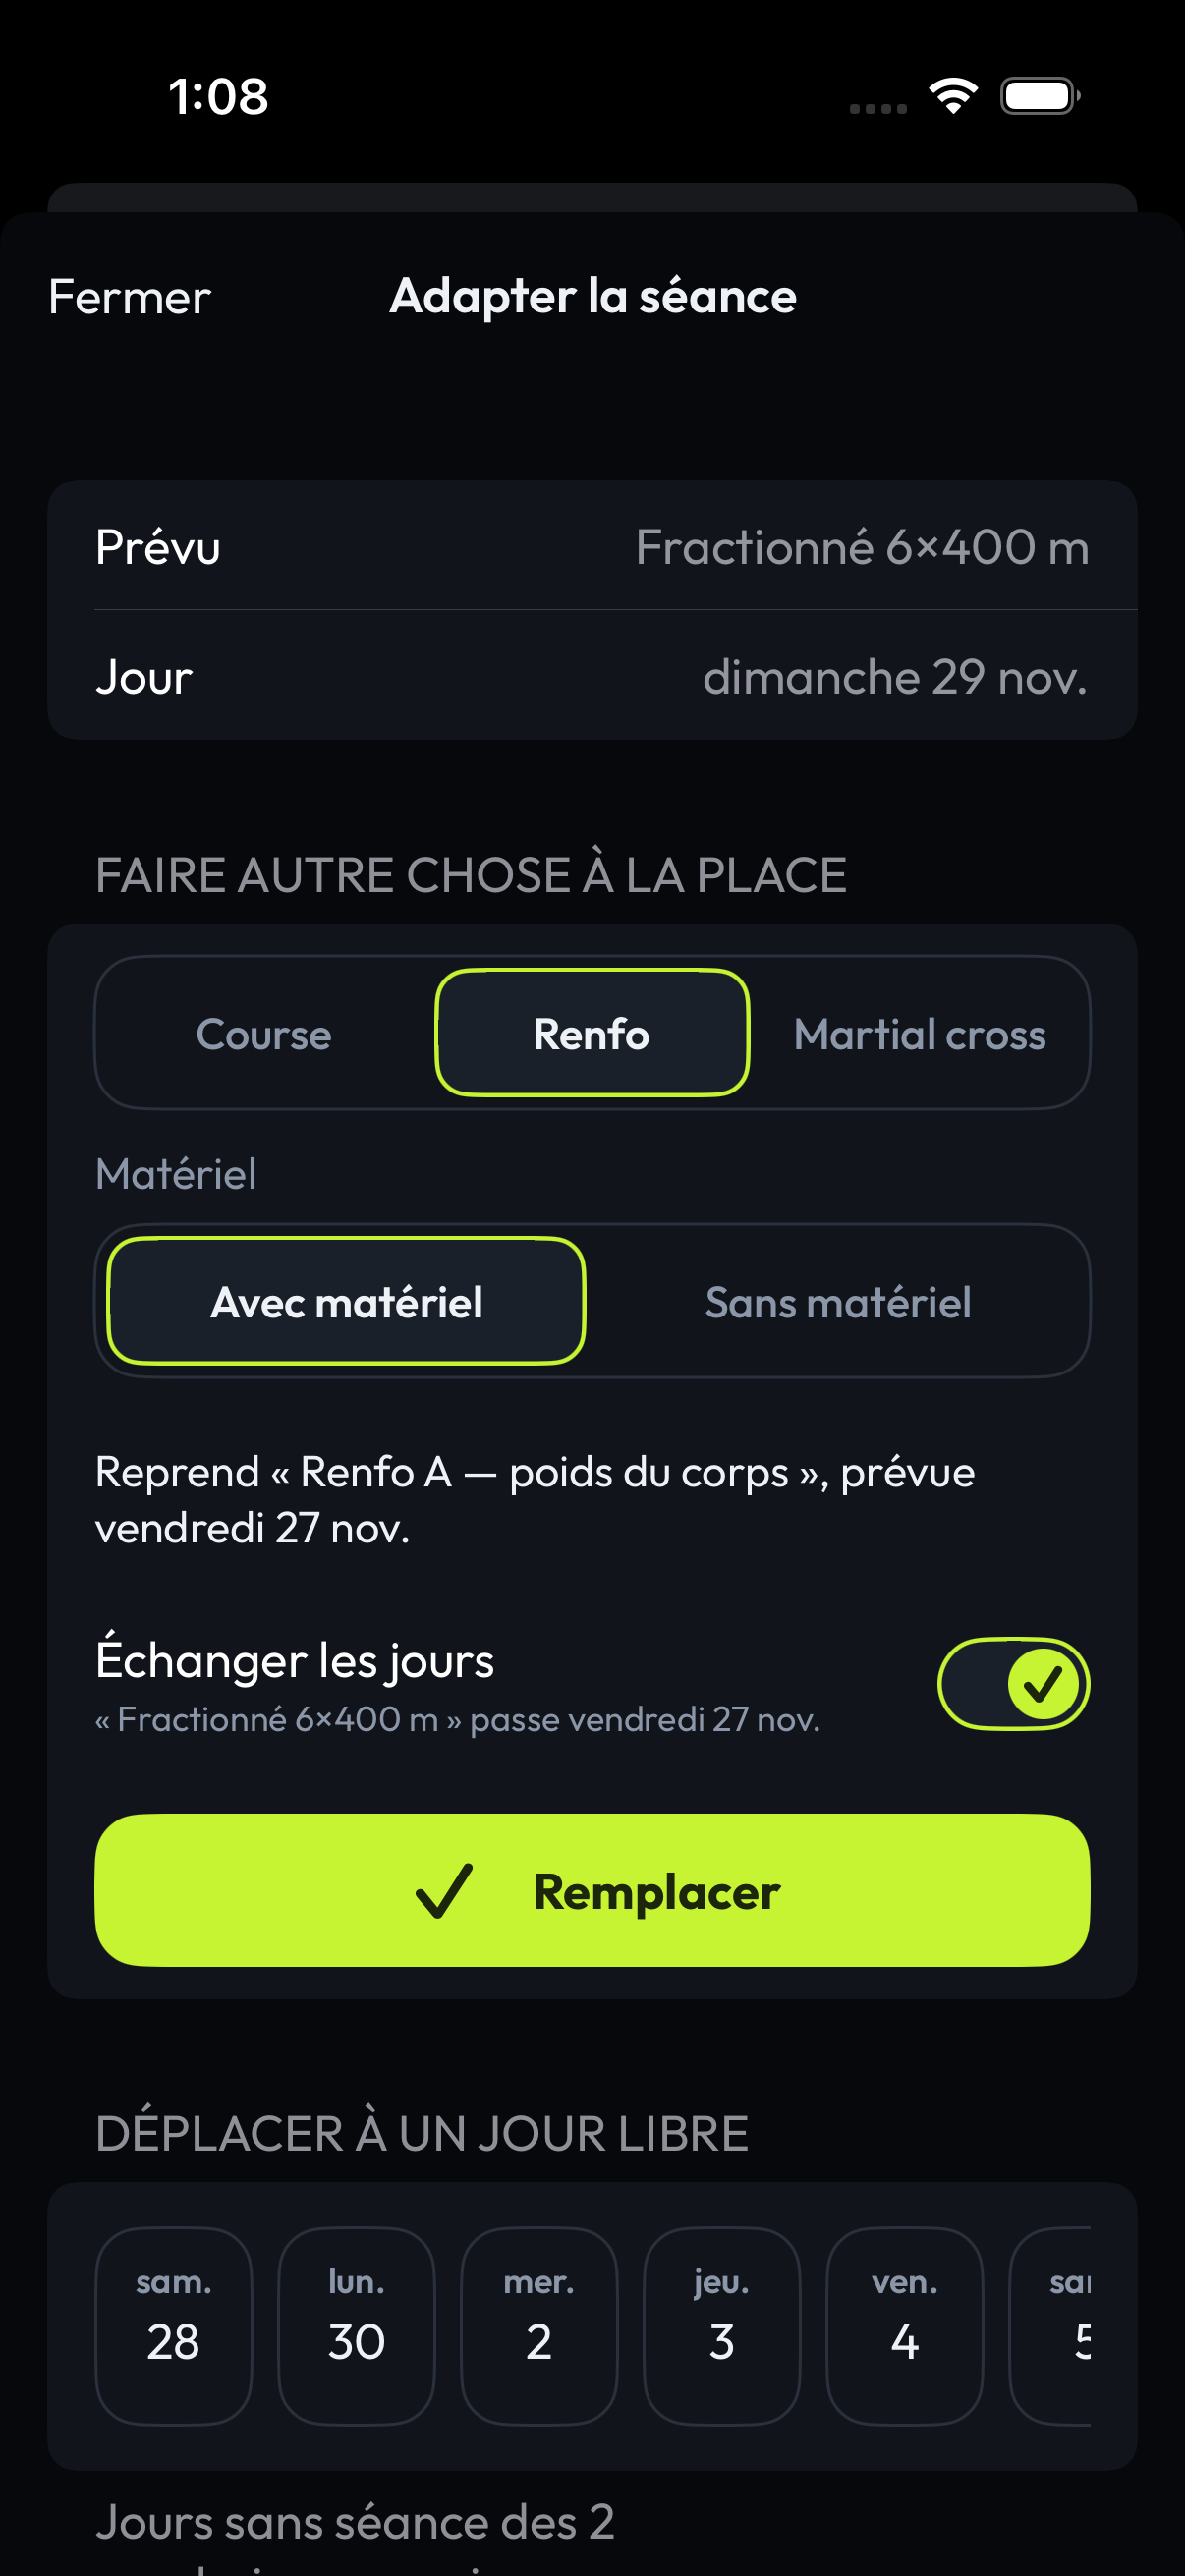 1:08
Fermer
Adapter la séance
Prévu
Fractionné 6×400 m
Jour
dimanche 29 nov.
FAIRE AUTRE CHOSE À LA PLACE
Course
Renfo
Martial cross
Matériel
Avec matériel
Sans matériel
Reprend « Renfo A — poids du corps », prévue
vendredi 27 nov.
Échanger les jours
« Fractionné 6×400 m » passe vendredi 27 nov.
Remplacer
DÉPLACER À UN JOUR LIBRE
sam.
28
lun.
30
mer.
2
jeu.
3
ven.
4
Jours sans séance des 2